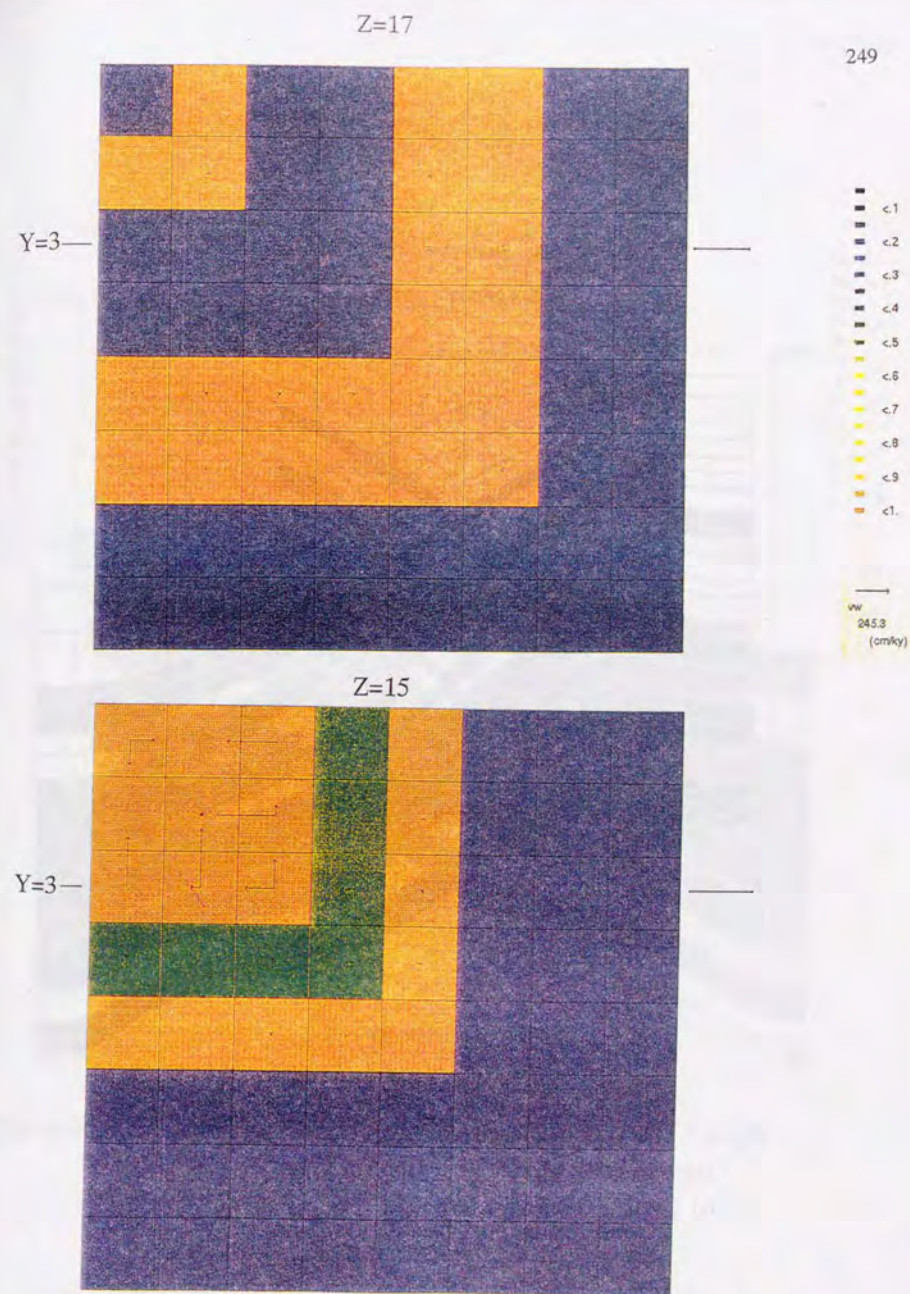 Z=17
249
Y=3
<.1
<.2
<.3
<.4
<.5
<.6
<.7
<.8
<.9
<1.
vw
245.3
(cm/ky)
Z=15
Y=3